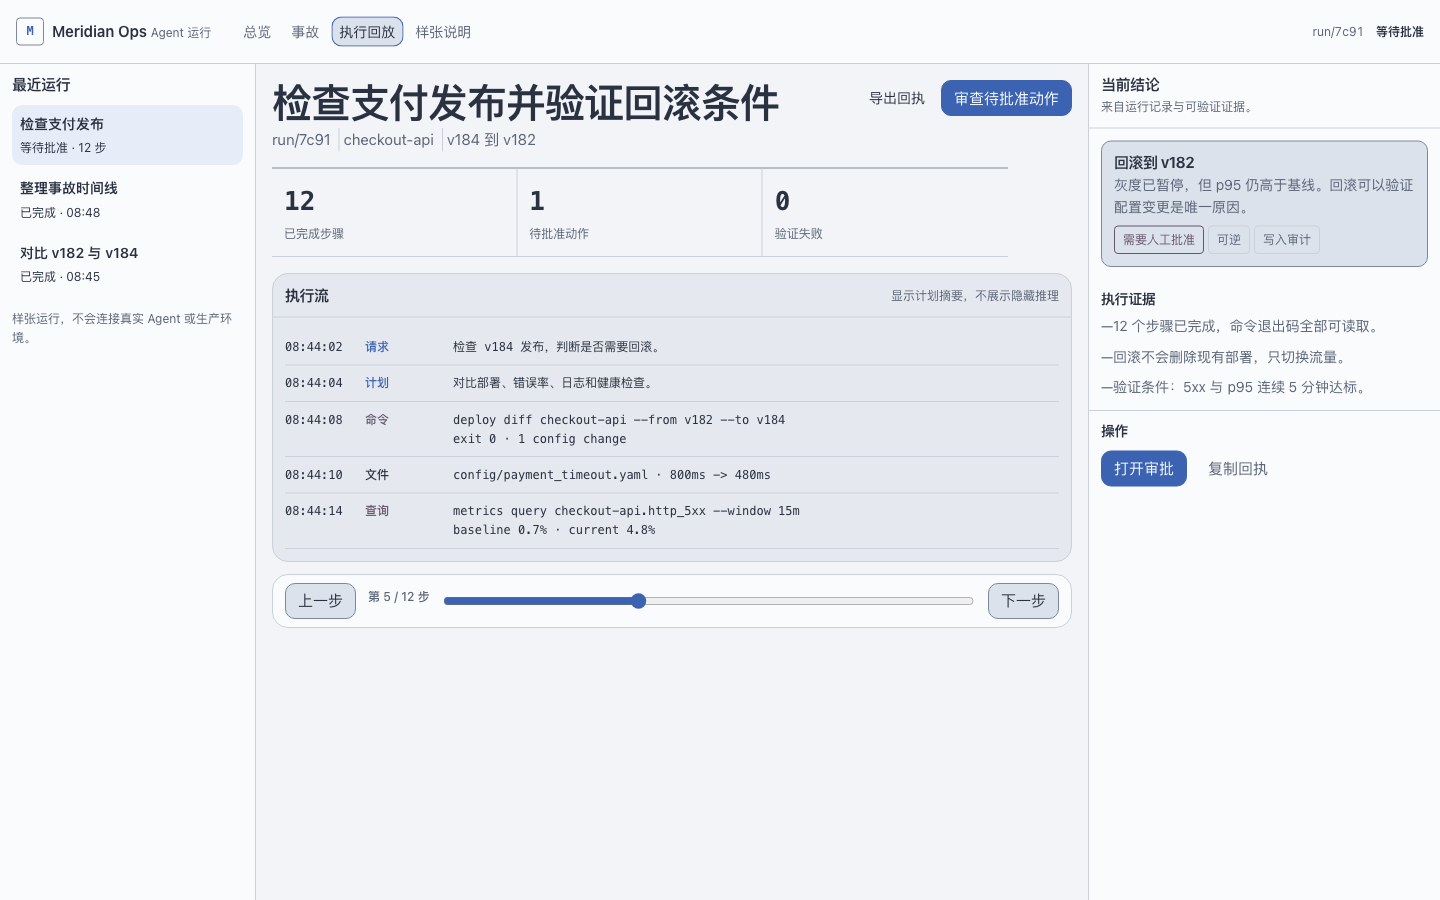 M Meridian Ops Agent 运行 总览 事故 执行回放 样张说明 run/7c91 等待批准
最近运行
检查支付发布
等待批准 · 12 步
整理事故时间线
已完成 · 08:48
对比 v182 与 v184
已完成 · 08:45
样张运行，不会连接真实 Agent 或生产环
境。
检查支付发布并验证回滚条件
导出回执 审查待批准动作
run/7c91 checkout-api v184 到 v182
12 1 0
已完成步骤 待批准动作 验证失败
执行流 显示计划摘要，不展示隐藏推理
08:44:02 请求 检查 v184 发布，判断是否需要回滚。
08:44:04 计划 对比部署、错误率、日志和健康检查。
08:44:08 命令 deploy diff checkout-api --from v182 --to v184
exit 0 · 1 config change
08:44:10 文件 config/payment_timeout.yaml · 800ms -> 480ms
08:44:14 查询 metrics query checkout-api.http_5xx --window 15m
baseline 0.7% · current 4.8%
上一步 第 5 / 12 步 下一步
当前结论
来自运行记录与可验证证据。
回滚到 v182
灰度已暂停，但 p95 仍高于基线。回滚可以验证
配置变更是唯一原因。
需要人工批准 可逆 写入审计
执行证据
—12 个步骤已完成，命令退出码全部可读取。
—回滚不会删除现有部署，只切换流量。
—验证条件：5xx 与 p95 连续 5 分钟达标。
操作
打开审批 复制回执